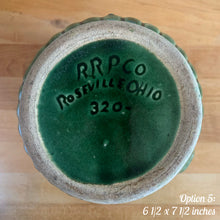 RRPCO
ROSEVILLE OHIO
320-
Option 5:
6 1/2 x 7 1/2 inches